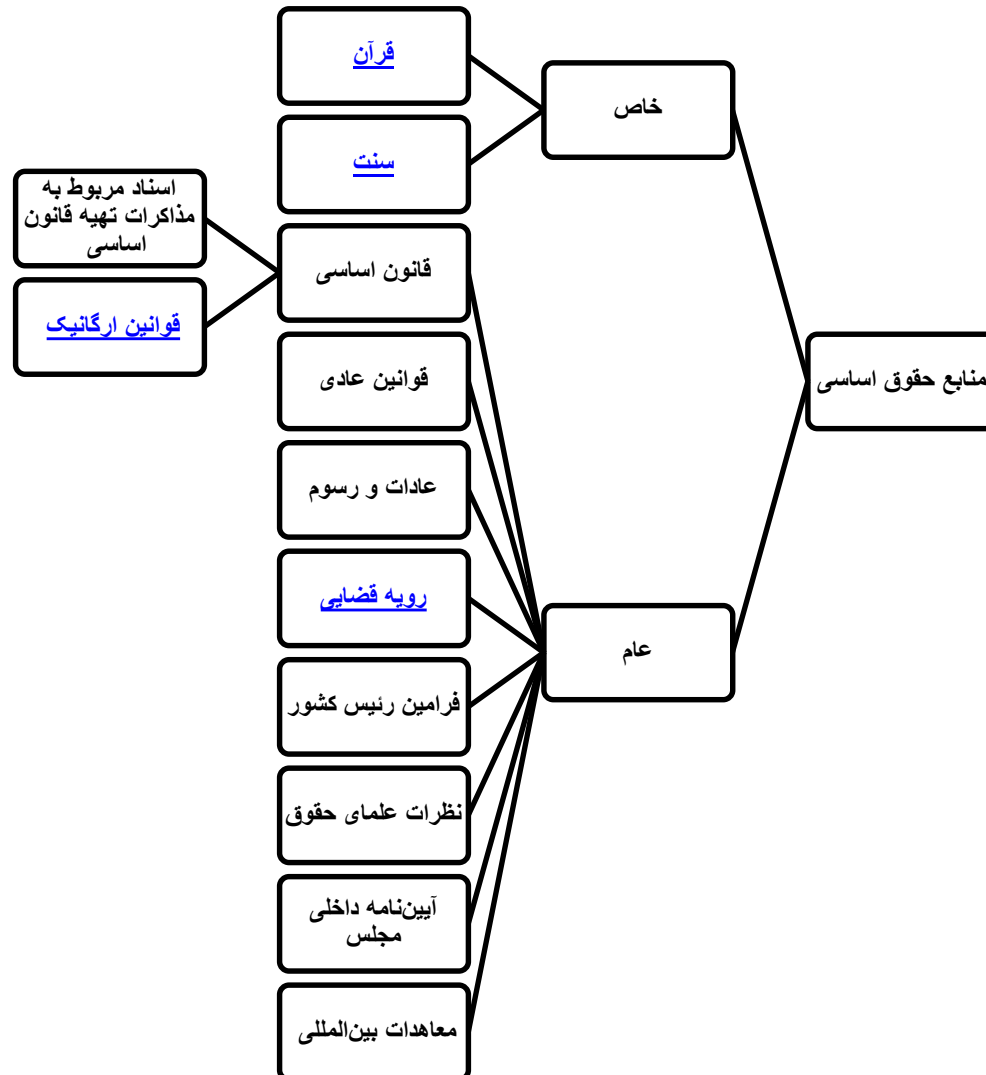 منابع حقوق اساسی
خاص
قرآن
سنت
عام
قانون اساسی
اسناد مربوط به
مذاکرات تهیه قانون
اساسی
قوانین ارگانیک
قوانین عادی
عادات و رسوم
رویه قضایی
فرامین رئیس کشور
نظرات علمای حقوق
آیین‌نامه داخلی
مجلس
معاهدات بین‌المللی